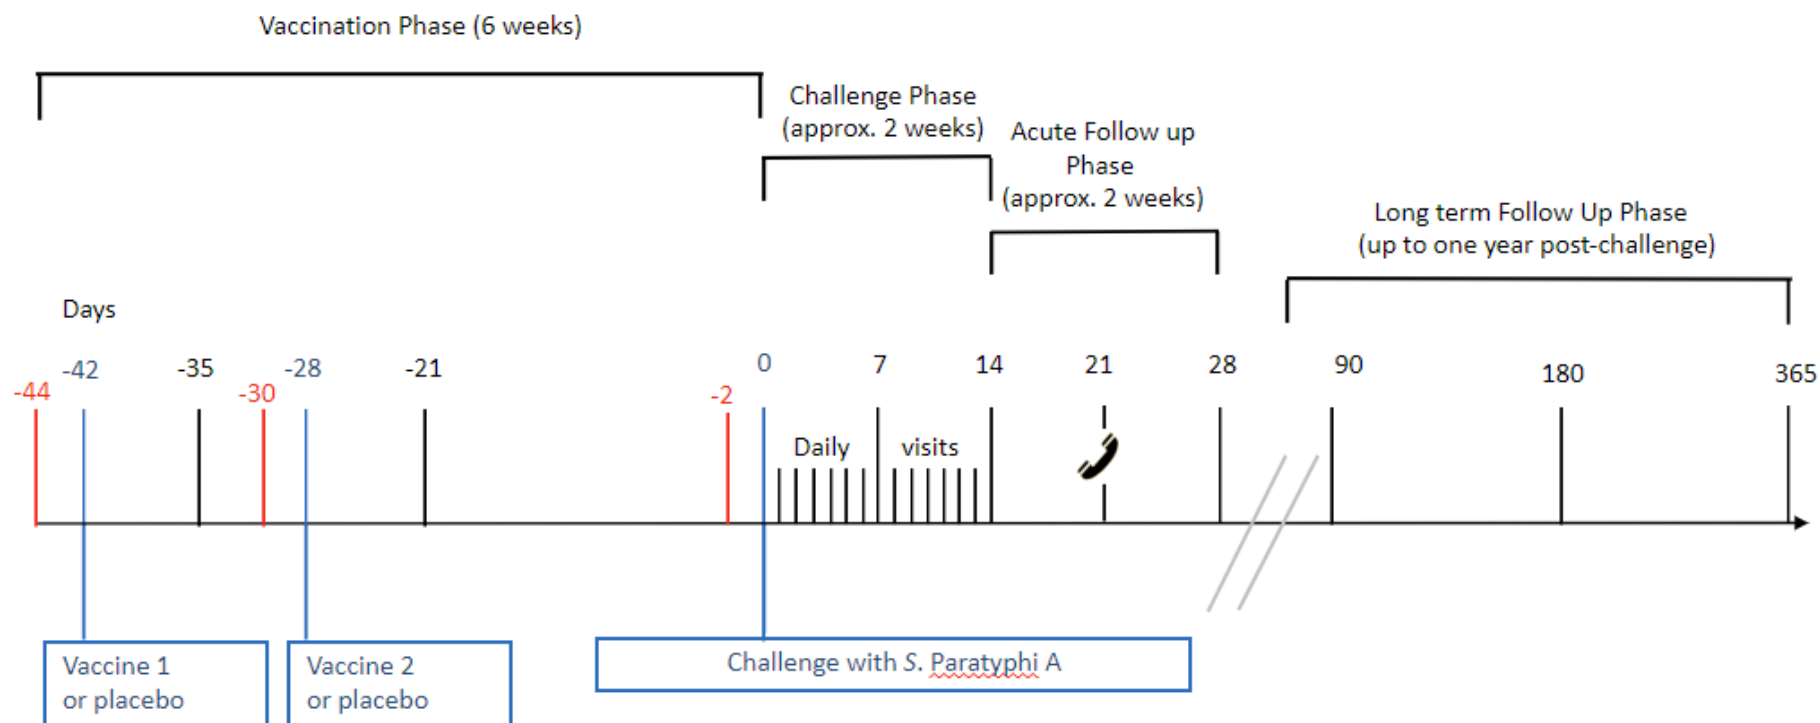 Vaccination Phase (6 weeks)
Challenge Phase
(approx. 2 weeks)
Acute Follow up
Phase
(approx. 2 weeks)
Long term Follow Up Phase
(up to one year post-challenge)
Days
-44
-42
-35
-30
-28
-21
-2
0
7
14
21
28
90
180
365
Daily visits
Vaccine 1
or placebo
Vaccine 2
or placebo
Challenge with S. Paratyphi A